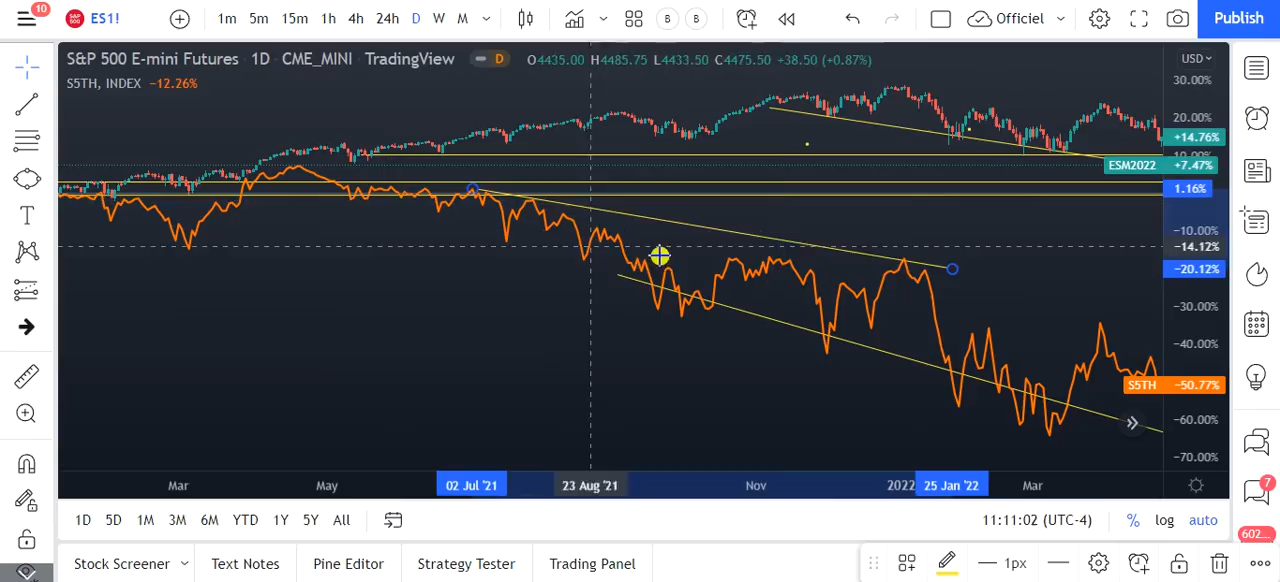 10 ES1! 1m 5m 15m 1h 4h 24h D W M B B Officiel Publish
S&P 500 E-mini Futures · 1D · CME_MINI · TradingView D O4435.00 H4485.75 L4433.50 C4475.50 +38.50 (+0.87%) USD
S5TH, INDEX −12.26%
30.00%
20.00%
+14.76%
10.00%
ESM2022 +7.47%
1.16%
−10.00%
−14.12%
−20.12%
−30.00%
−40.00%
S5TH −50.77%
−60.00%
−70.00%
Mar May 02 Jul '21 23 Aug '21 Nov 2022 25 Jan '22 Mar
7
1D 5D 1M 3M 6M YTD 1Y 5Y All 11:11:02 (UTC-4) % log auto
602...
Stock Screener Text Notes Pine Editor Strategy Tester Trading Panel 1px